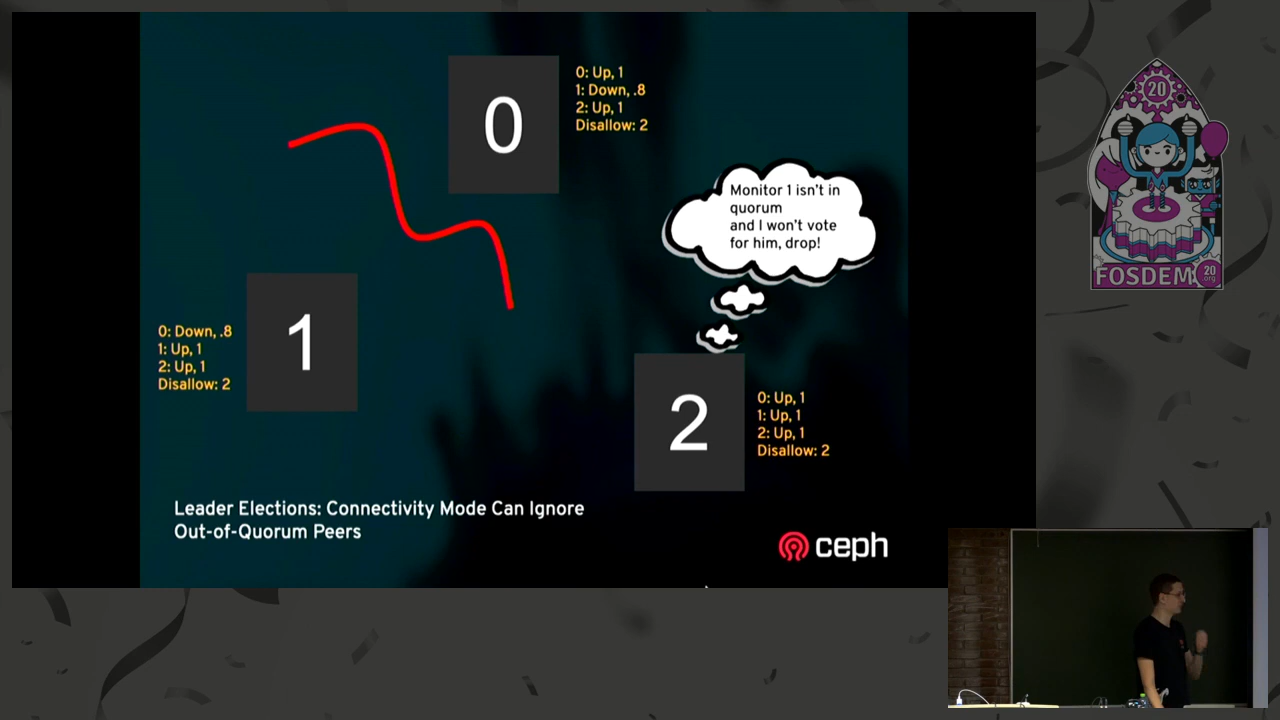 0
0: Up, 1
1: Down, .8
2: Up, 1
Disallow: 2
Monitor 1 isn't in
quorum
and I won't vote
for him, drop!
1
0: Down, .8
1: Up, 1
2: Up, 1
Disallow: 2
2
0: Up, 1
1: Up, 1
2: Up, 1
Disallow: 2
Leader Elections: Connectivity Mode Can Ignore
Out-of-Quorum Peers
ceph
20
FOSDEM
20
.org